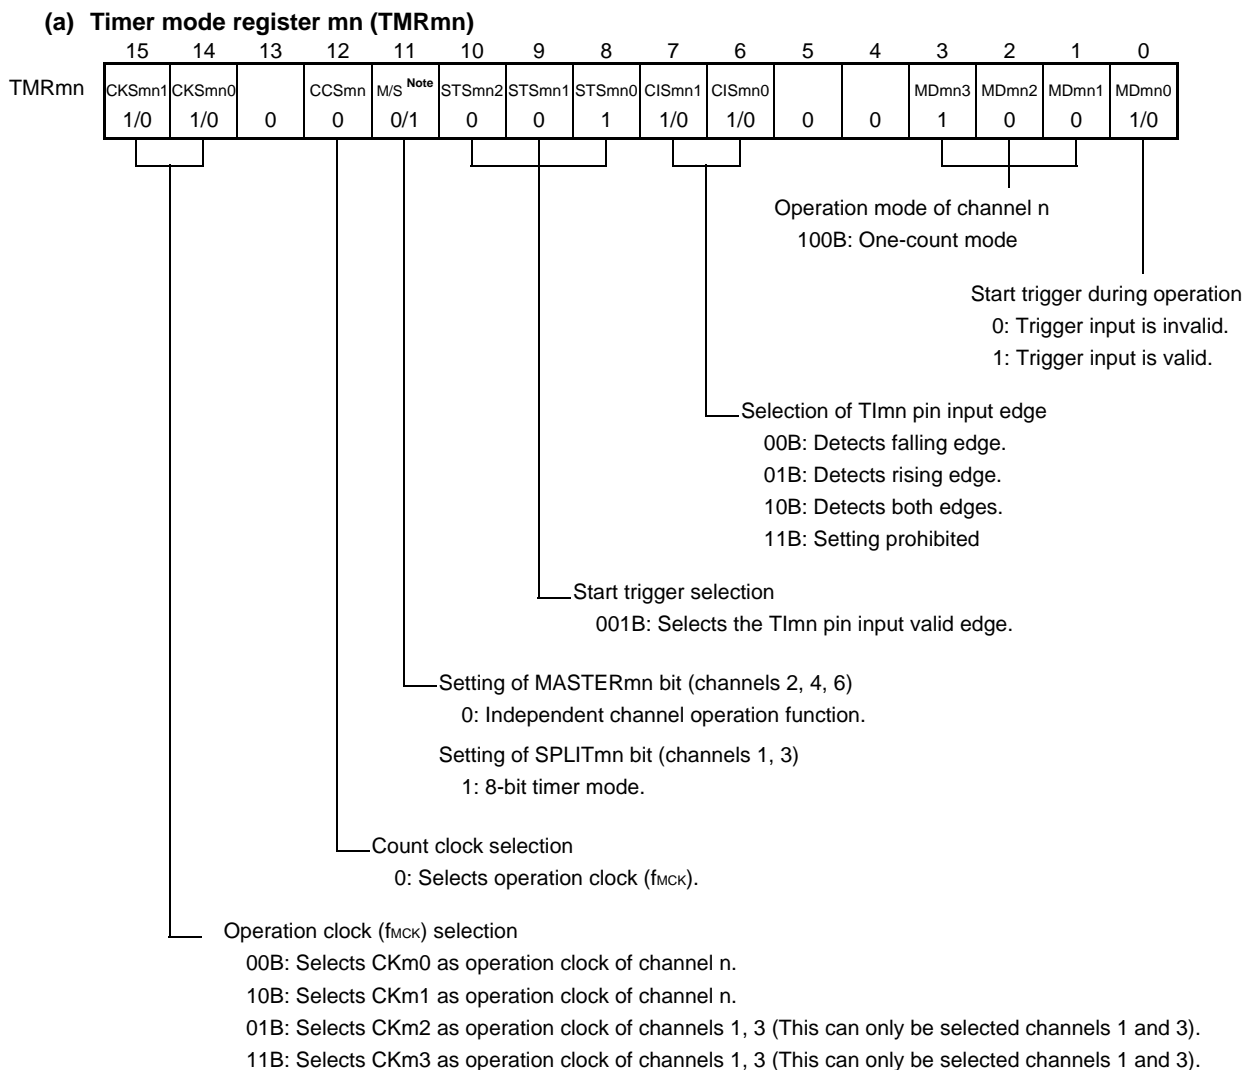 (a) Timer mode register mn (TMRmn)
15 14 13 12 11 10 9 8 7 6 5 4 3 2 1 0
TMRmn CKSmn1 CKSmn0 CCSmn M/S Note STSmn2 STSmn1 STSmn0 CISmn1 CISmn0 MDmn3 MDmn2 MDmn1 MDmn0
1/0 1/0 0 0 0/1 0 0 1 1/0 1/0 0 0 1 0 0 1/0
Operation mode of channel n
100B: One-count mode
Start trigger during operation
0: Trigger input is invalid.
1: Trigger input is valid.
Selection of TImn pin input edge
00B: Detects falling edge.
01B: Detects rising edge.
10B: Detects both edges.
11B: Setting prohibited
Start trigger selection
001B: Selects the TImn pin input valid edge.
Setting of MASTERmn bit (channels 2, 4, 6)
0: Independent channel operation function.
Setting of SPLITmn bit (channels 1, 3)
1: 8-bit timer mode.
Count clock selection
0: Selects operation clock (fMCK).
Operation clock (fMCK) selection
00B: Selects CKm0 as operation clock of channel n.
10B: Selects CKm1 as operation clock of channel n.
01B: Selects CKm2 as operation clock of channels 1, 3 (This can only be selected channels 1 and 3).
11B: Selects CKm3 as operation clock of channels 1, 3 (This can only be selected channels 1 and 3).